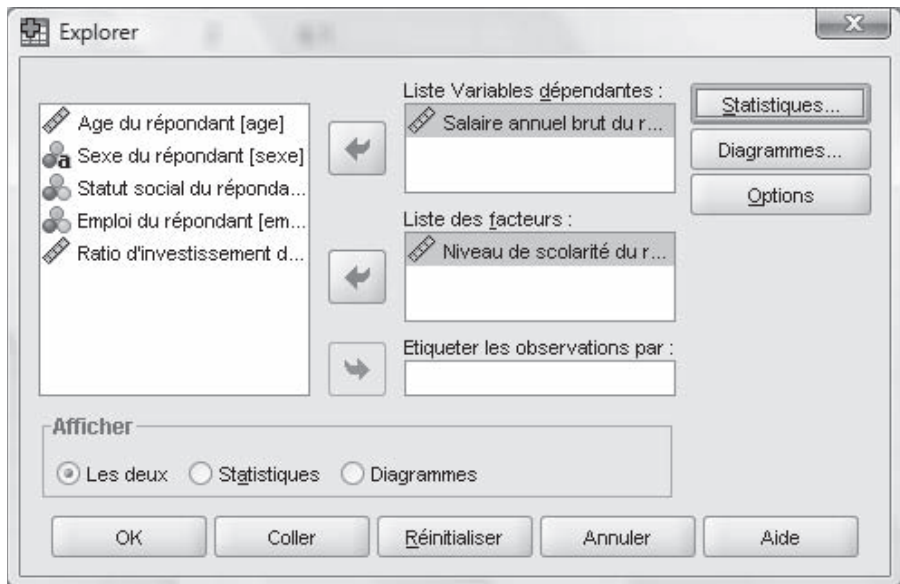 Explorer
Age du répondant [age]
Sexe du répondant [sexe]
Statut social du réponda...
Emploi du répondant [em...
Ratio d'investissement d...
Liste Variables dépendantes :
Salaire annuel brut du r...
Liste des facteurs :
Niveau de scolarité du r...
Etiqueter les observations par :
Statistiques...
Diagrammes...
Options
Afficher
Les deux Statistiques Diagrammes
OK Coller Réinitialiser Annuler Aide